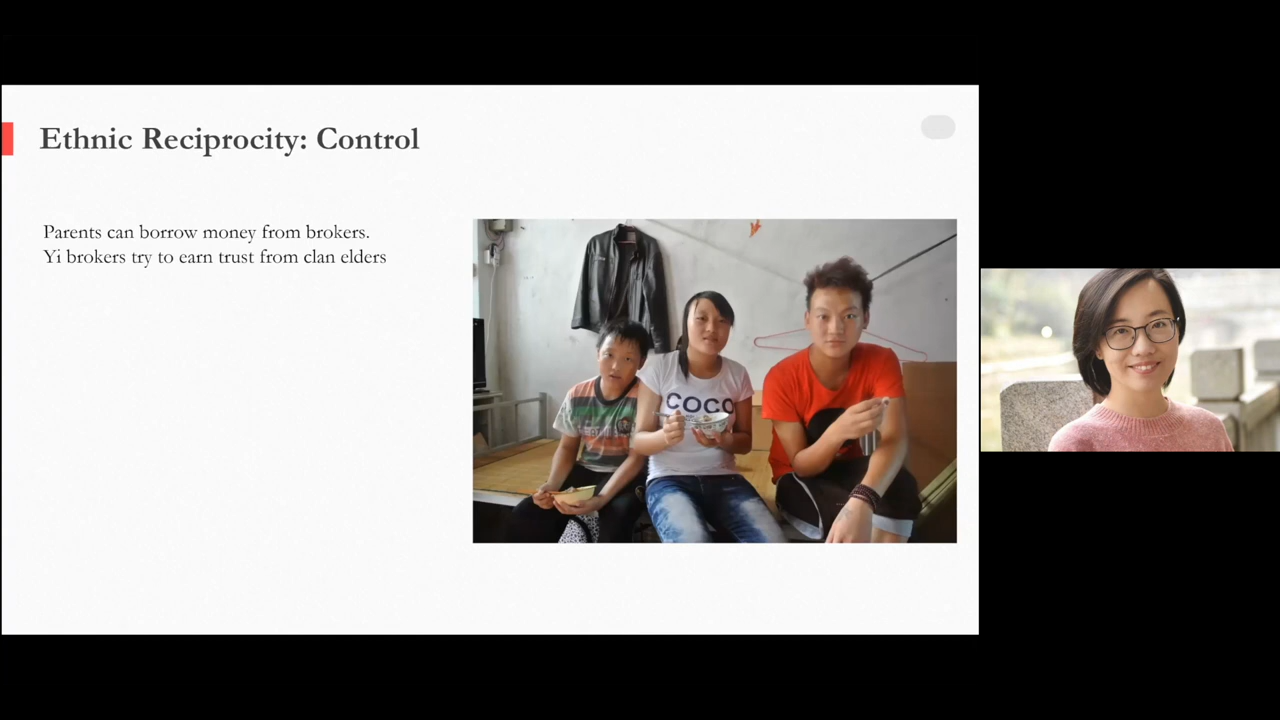 Ethnic Reciprocity: Control
Parents can borrow money from brokers.
Yi brokers try to earn trust from clan elders
COCO